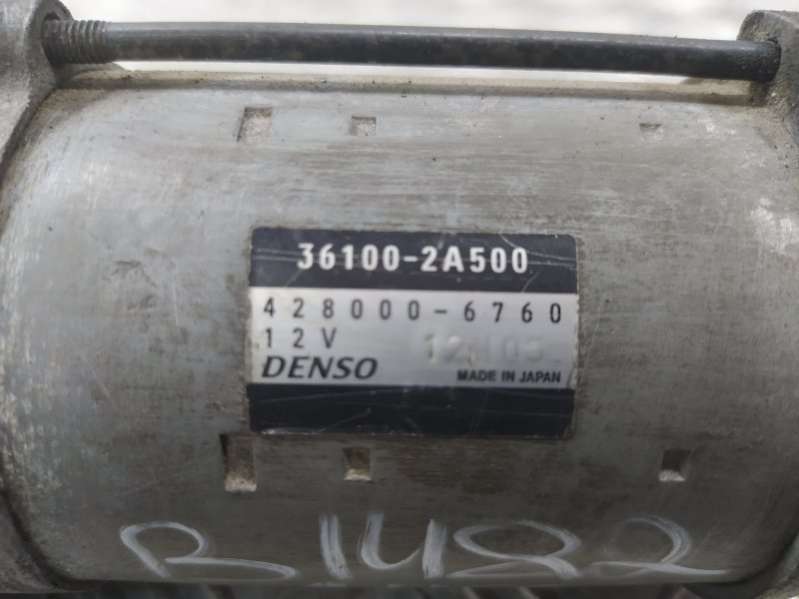 36100-2A500
428000-6760
12V
DENSO MADE IN JAPAN
B1482